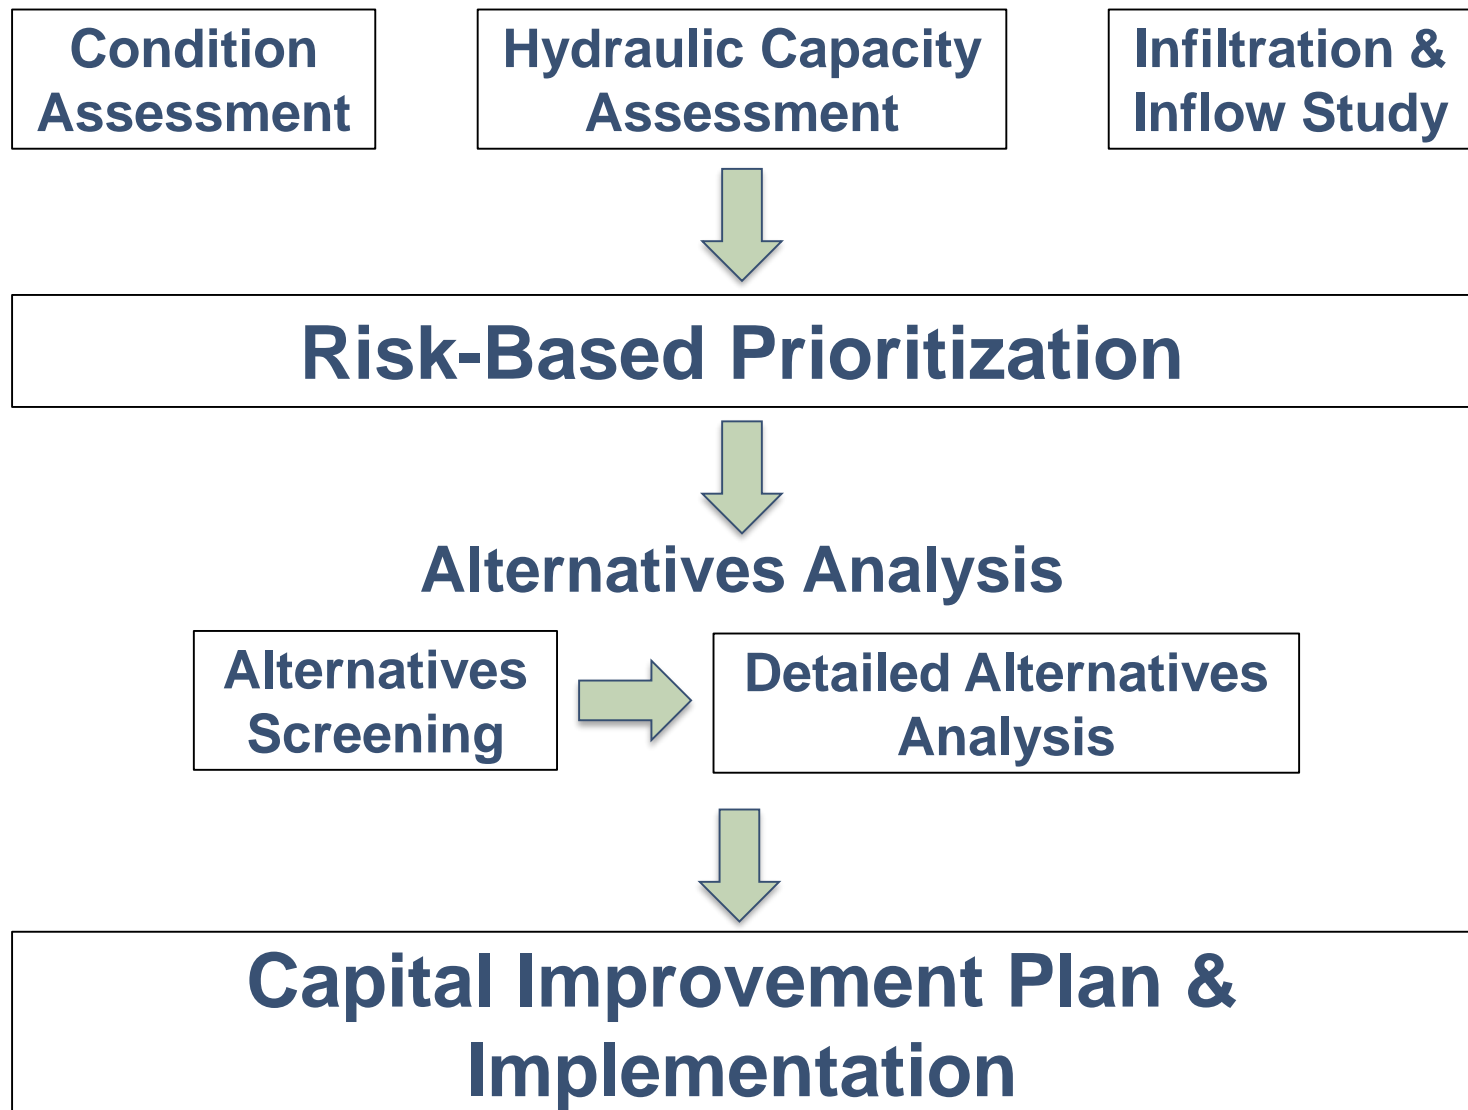 Condition
Assessment
Hydraulic Capacity
Assessment
Infiltration &
Inflow Study
Risk-Based Prioritization
Alternatives Analysis
Alternatives
Screening
Detailed Alternatives
Analysis
Capital Improvement Plan &
Implementation